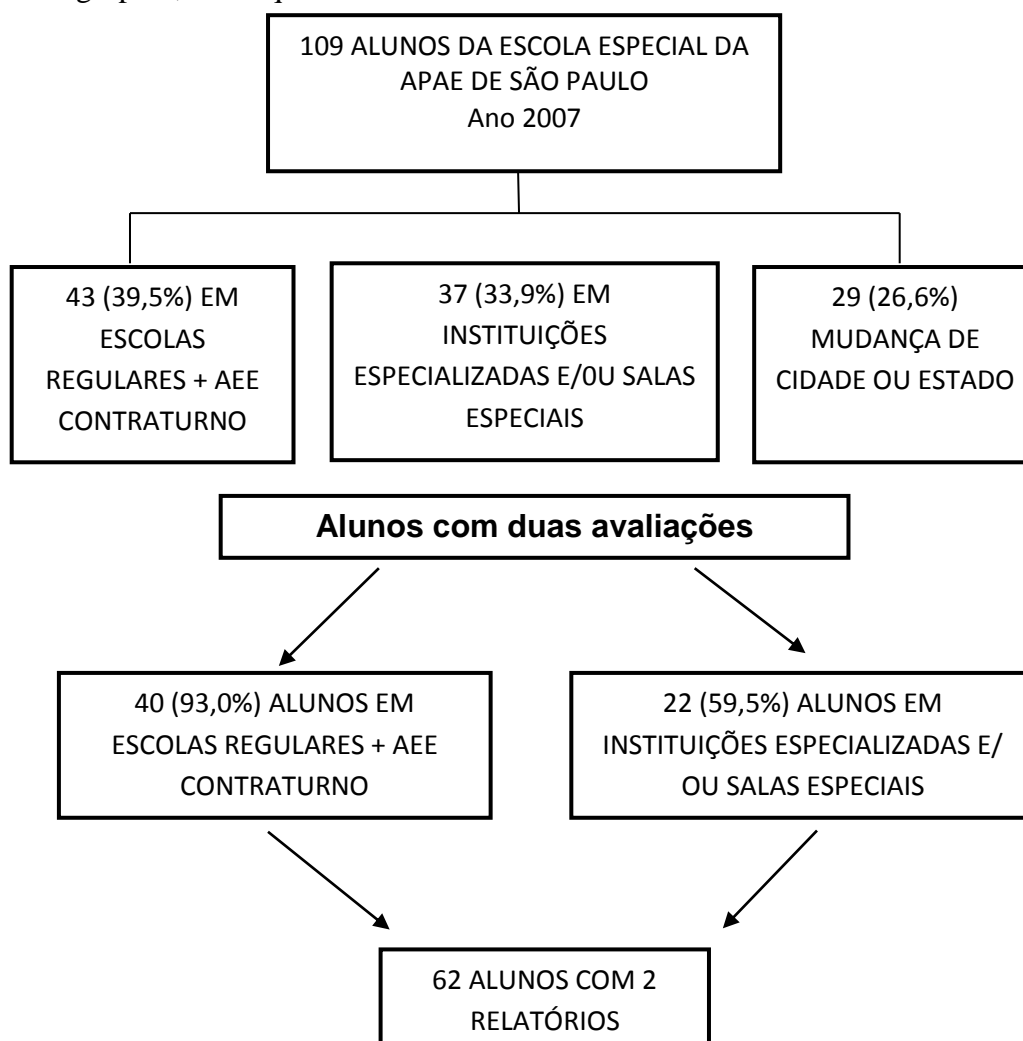 109 ALUNOS DA ESCOLA ESPECIAL DA
APAE DE SÃO PAULO
Ano 2007
43 (39,5%) EM
ESCOLAS
REGULARES + AEE
CONTRATURNO
37 (33,9%) EM
INSTITUIÇÕES
ESPECIALIZADAS E/0U SALAS
ESPECIAIS
29 (26,6%)
MUDANÇA DE
CIDADE OU ESTADO
Alunos com duas avaliações
40 (93,0%) ALUNOS EM
ESCOLAS REGULARES + AEE
CONTRATURNO
22 (59,5%) ALUNOS EM
INSTITUIÇÕES ESPECIALIZADAS E/
OU SALAS ESPECIAIS
62 ALUNOS COM 2
RELATÓRIOS